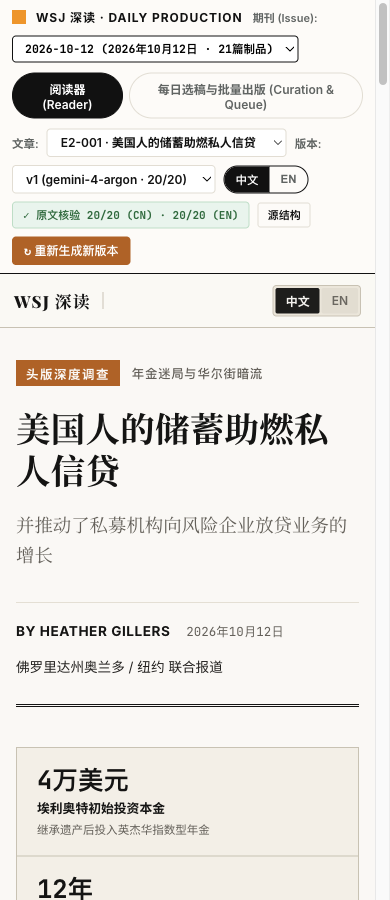 WSJ 深读 · DAILY PRODUCTION 期刊 (Issue):
2026-10-12 (2026年10月12日 · 21篇制品)
阅读器 (Reader)
每日选稿与批量出版 (Curation & Queue)
文章: E2-001 · 美国人的储蓄助燃私人信贷 版本:
v1 (gemini-4-argon · 20/20) 中文 EN
✓ 原文核验 20/20 (CN) · 20/20 (EN) 源结构
↻ 重新生成新版本
WSJ 深读 中文 EN
头版深度调查 年金迷局与华尔街暗流
美国人的储蓄助燃私
人信贷
并推动了私募机构向风险企业放贷业务的
增长
BY HEATHER GILLERS 2026年10月12日
佛罗里达州奥兰多 / 纽约 联合报道
4万美元
埃利奥特初始投资本金
继承遗产后投入英杰华指数型年金
12年